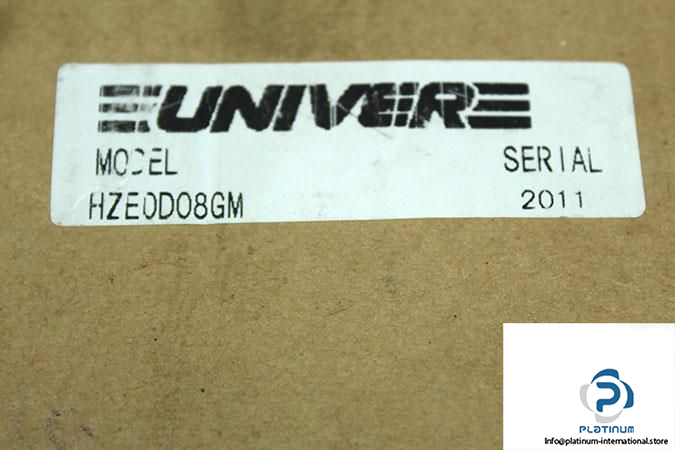 UNIVER
MODEL
SERIAL
HZE0D08GM
2011
PLATINUM
Info@platinum-international.store